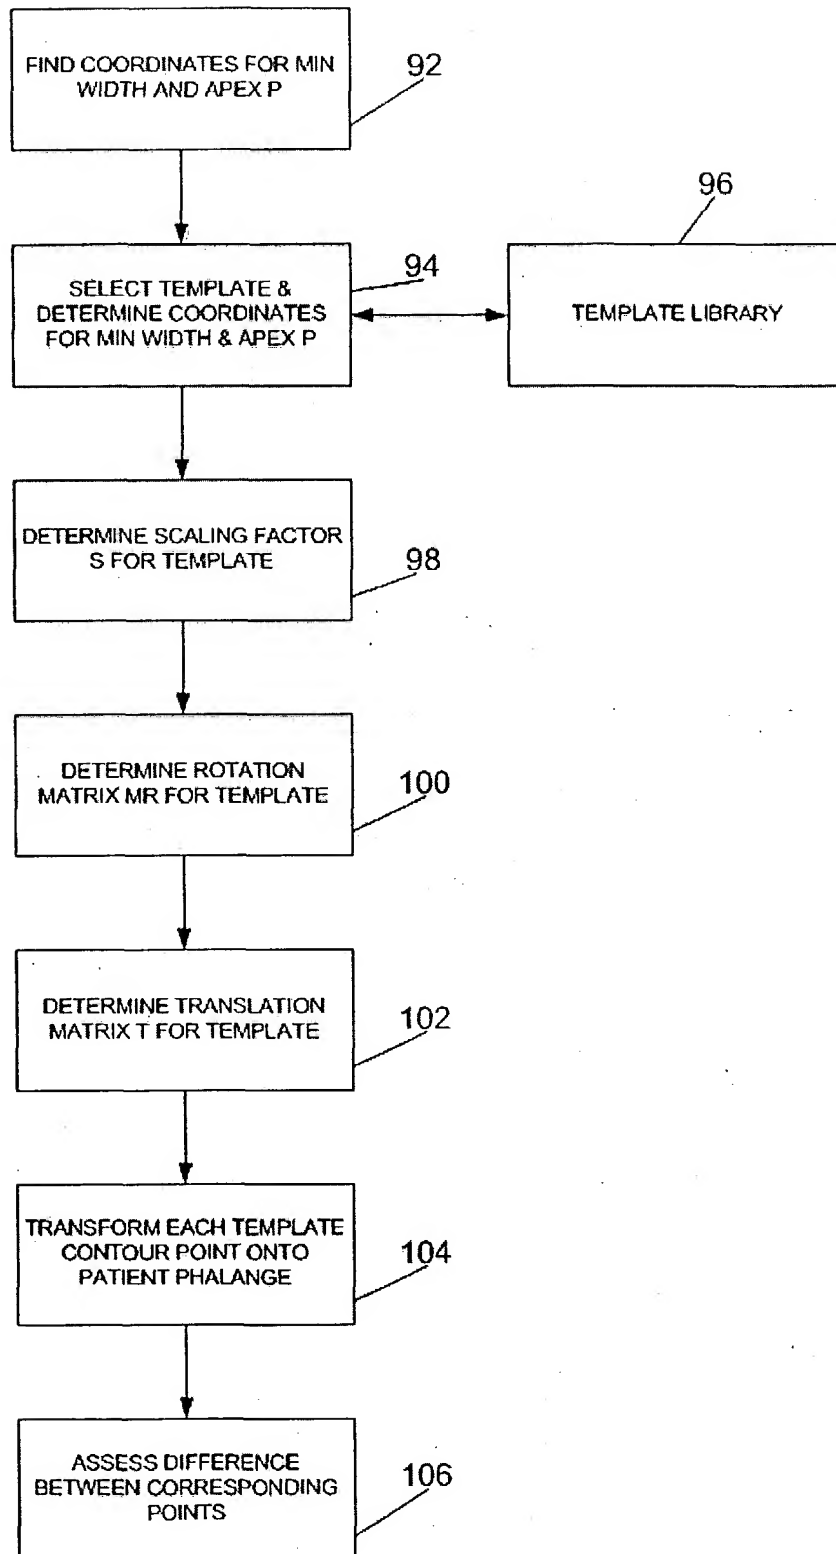 FIND COORDINATES FOR MIN
WIDTH AND APEX P
92
96
SELECT TEMPLATE &
DETERMINE COORDINATES
FOR MIN WIDTH & APEX P
94
TEMPLATE LIBRARY
DETERMINE SCALING FACTOR
S FOR TEMPLATE
98
DETERMINE ROTATION
MATRIX MR FOR TEMPLATE
100
DETERMINE TRANSLATION
MATRIX T FOR TEMPLATE
102
TRANSFORM EACH TEMPLATE
CONTOUR POINT ONTO
PATIENT PHALANGE
104
ASSESS DIFFERENCE
BETWEEN CORRESPONDING
POINTS
106